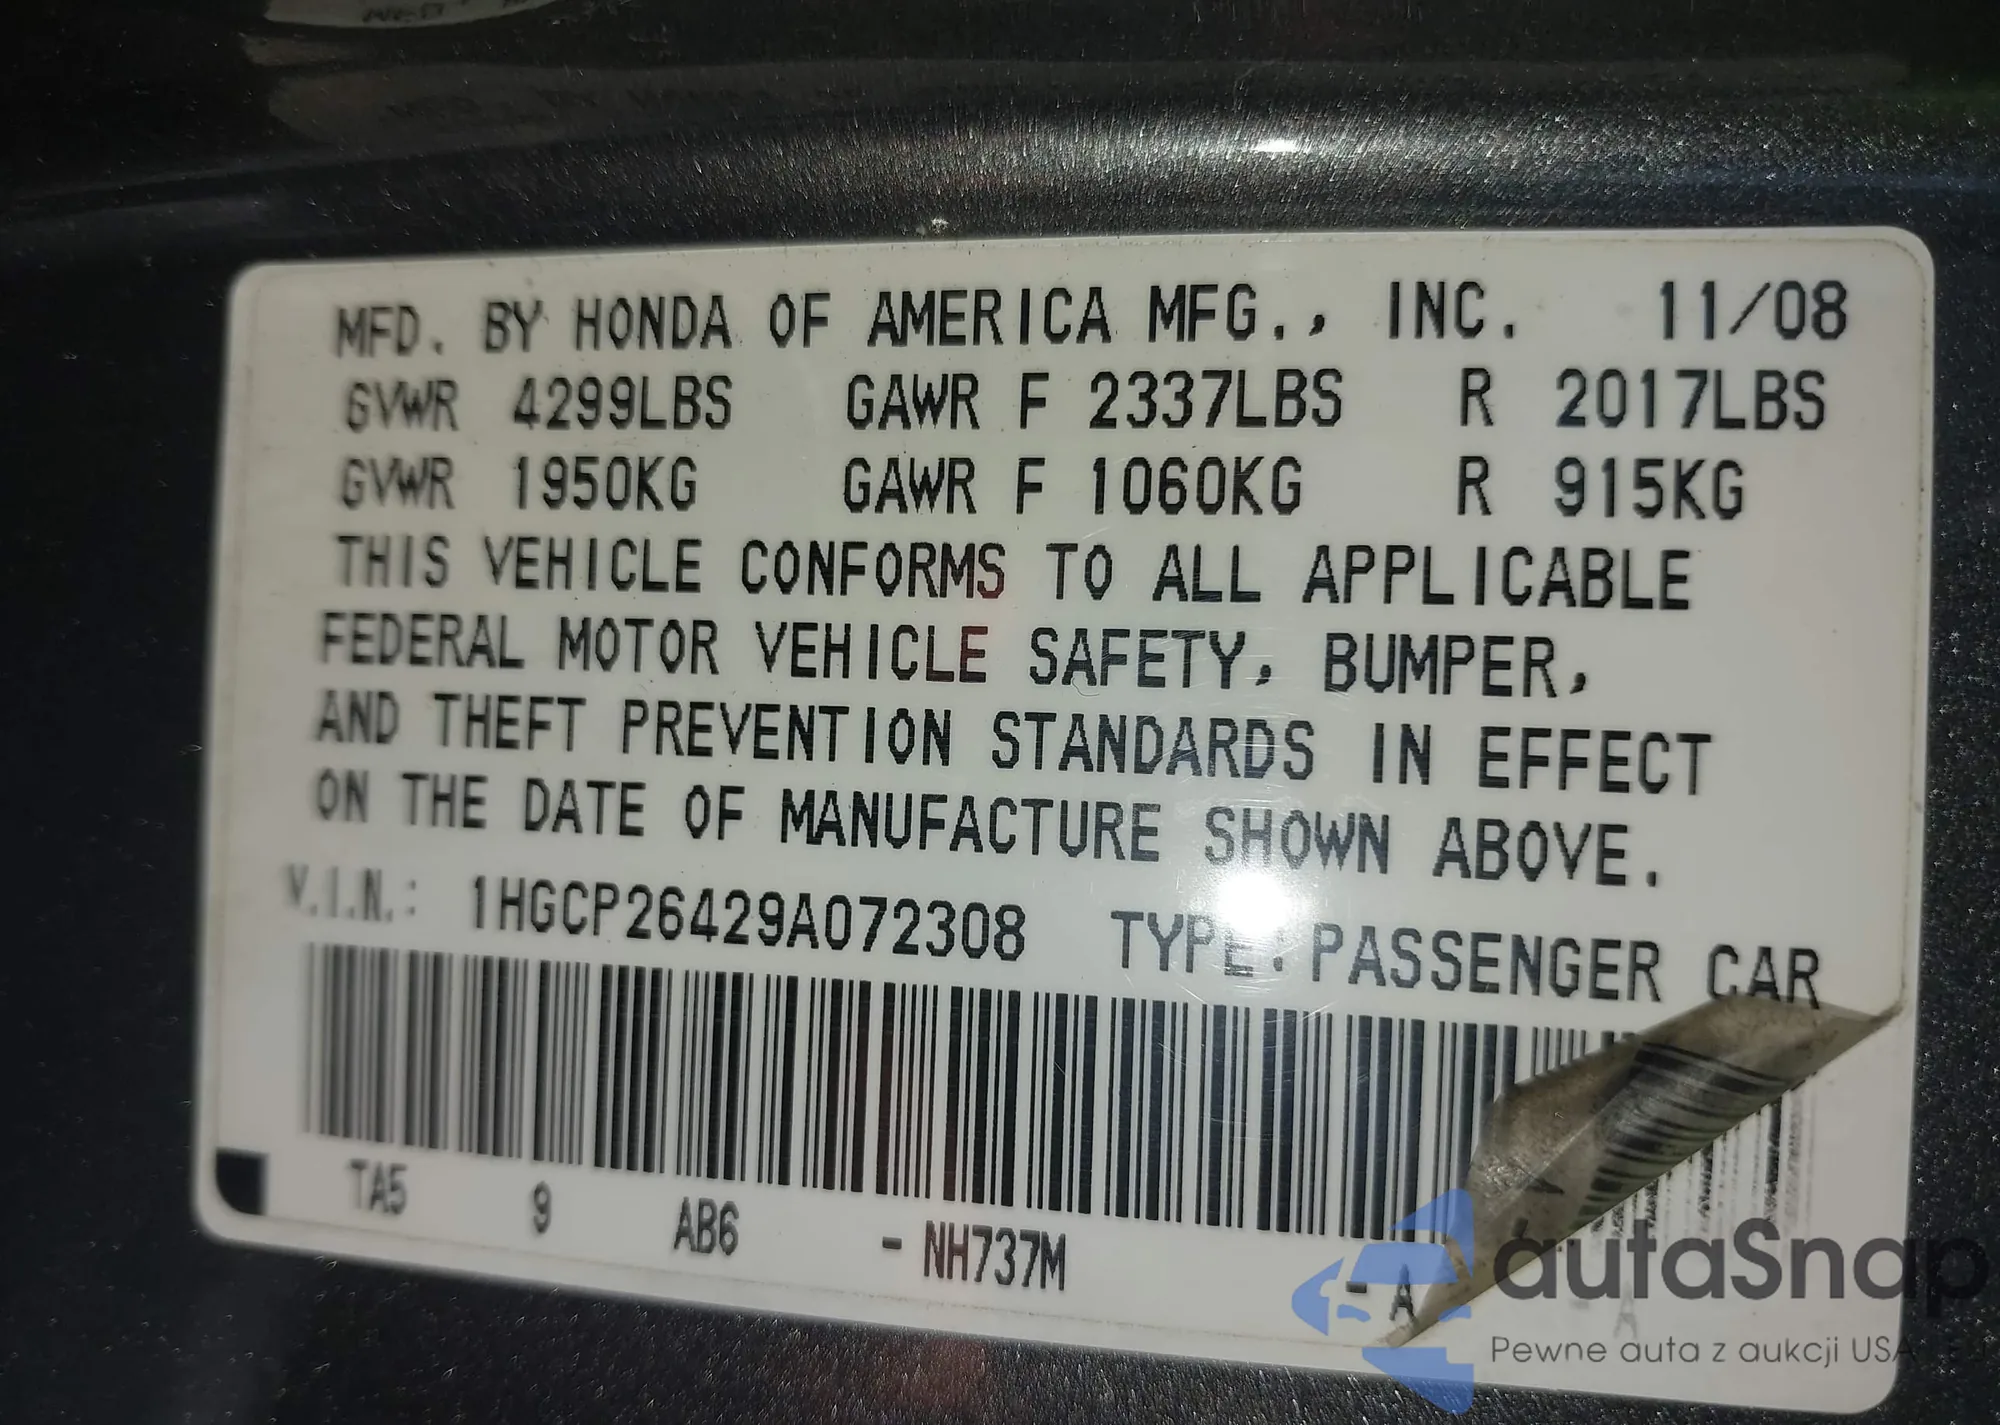 MFD. BY HONDA OF AMERICA MFG., INC. 11/08
GVWR 4299LBS GAWR F 2337LBS R 2017LBS
GVWR 1950KG GAWR F 1060KG R 915KG
THIS VEHICLE CONFORMS TO ALL APPLICABLE
FEDERAL MOTOR VEHICLE SAFETY, BUMPER,
AND THEFT PREVENTION STANDARDS IN EFFECT
ON THE DATE OF MANUFACTURE SHOWN ABOVE.
V.I.N.: 1HGCP26429A072308 TYPE: PASSENGER CAR
TA5 9 AB6 - NH737M - A
autaSnap
Pewne auta z aukcji USA